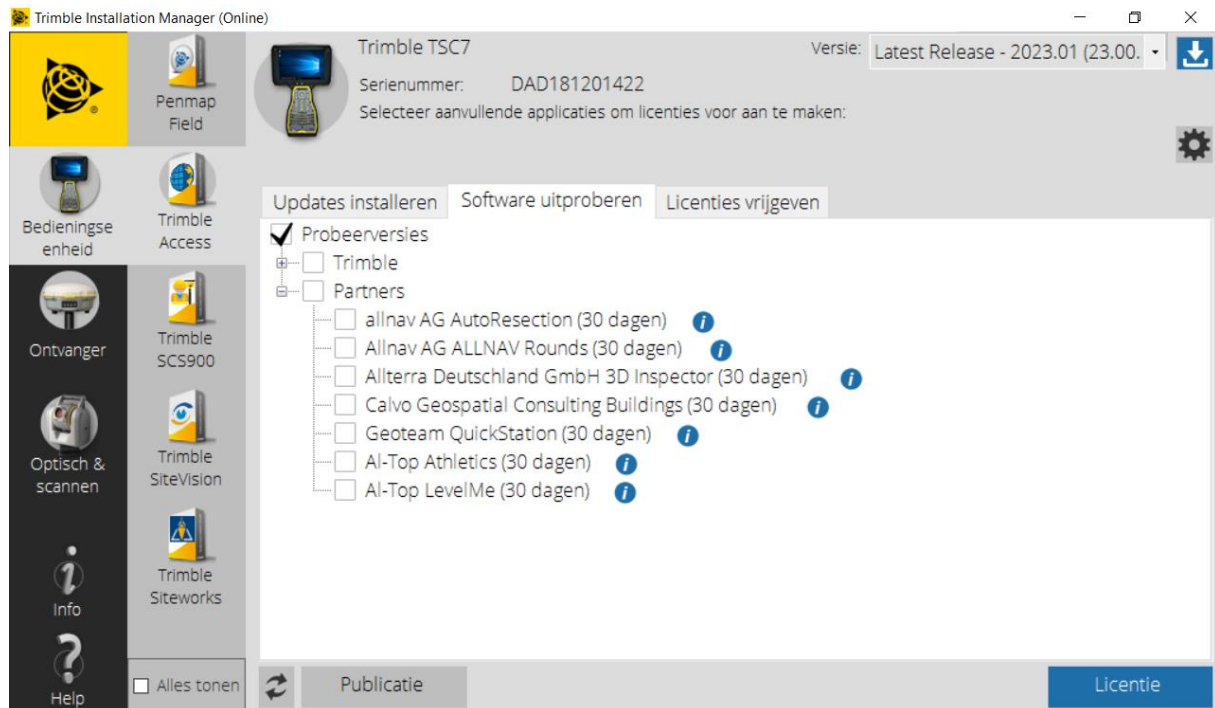 Trimble Installation Manager (Online)
Penmap
Field
Trimble TSC7
Serienummer: DAD181201422
Selecteer aanvullende applicaties om licenties voor aan te maken:
Versie: Latest Release - 2023.01 (23.00.
Bedieningse
enheid
Trimble
Access
Ontvanger
Trimble
SCS900
Optisch &
scannen
Trimble
SiteVision
Info
Trimble
Siteworks
Help
Alles tonen
Updates installeren Software uitproberen Licenties vrijgeven
Probeerversies
Trimble
Partners
allnav AG AutoResection (30 dagen)
Allnav AG ALLNAV Rounds (30 dagen)
Allterra Deutschland GmbH 3D Inspector (30 dagen)
Calvo Geospatial Consulting Buildings (30 dagen)
Geoteam QuickStation (30 dagen)
Al-Top Athletics (30 dagen)
Al-Top LevelMe (30 dagen)
Publicatie
Licentie